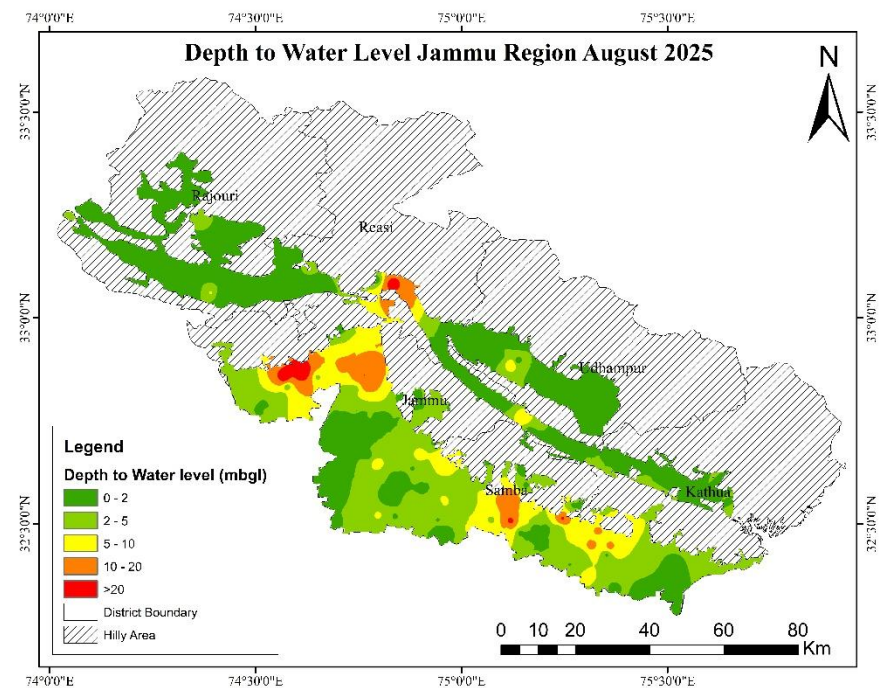 74°0'0"E 74°30'0"E 75°0'0"E 75°30'0"E
Depth to Water Level Jammu Region August 2025
N
33°30'0"N 33°30'0"N
Rajouri
Reasi
33°0'0"N 33°0'0"N
Udhampur
Jammu
Legend
Depth to Water level (mbgl)
Samba
Kathua
0 - 2
2 - 5
32°30'0"N
5 - 10
10 - 20
>20
District Boundary
Hilly Area
0 10 20 40 60 80
Km
74°0'0"E 74°30'0"E 75°0'0"E 75°30'0"E